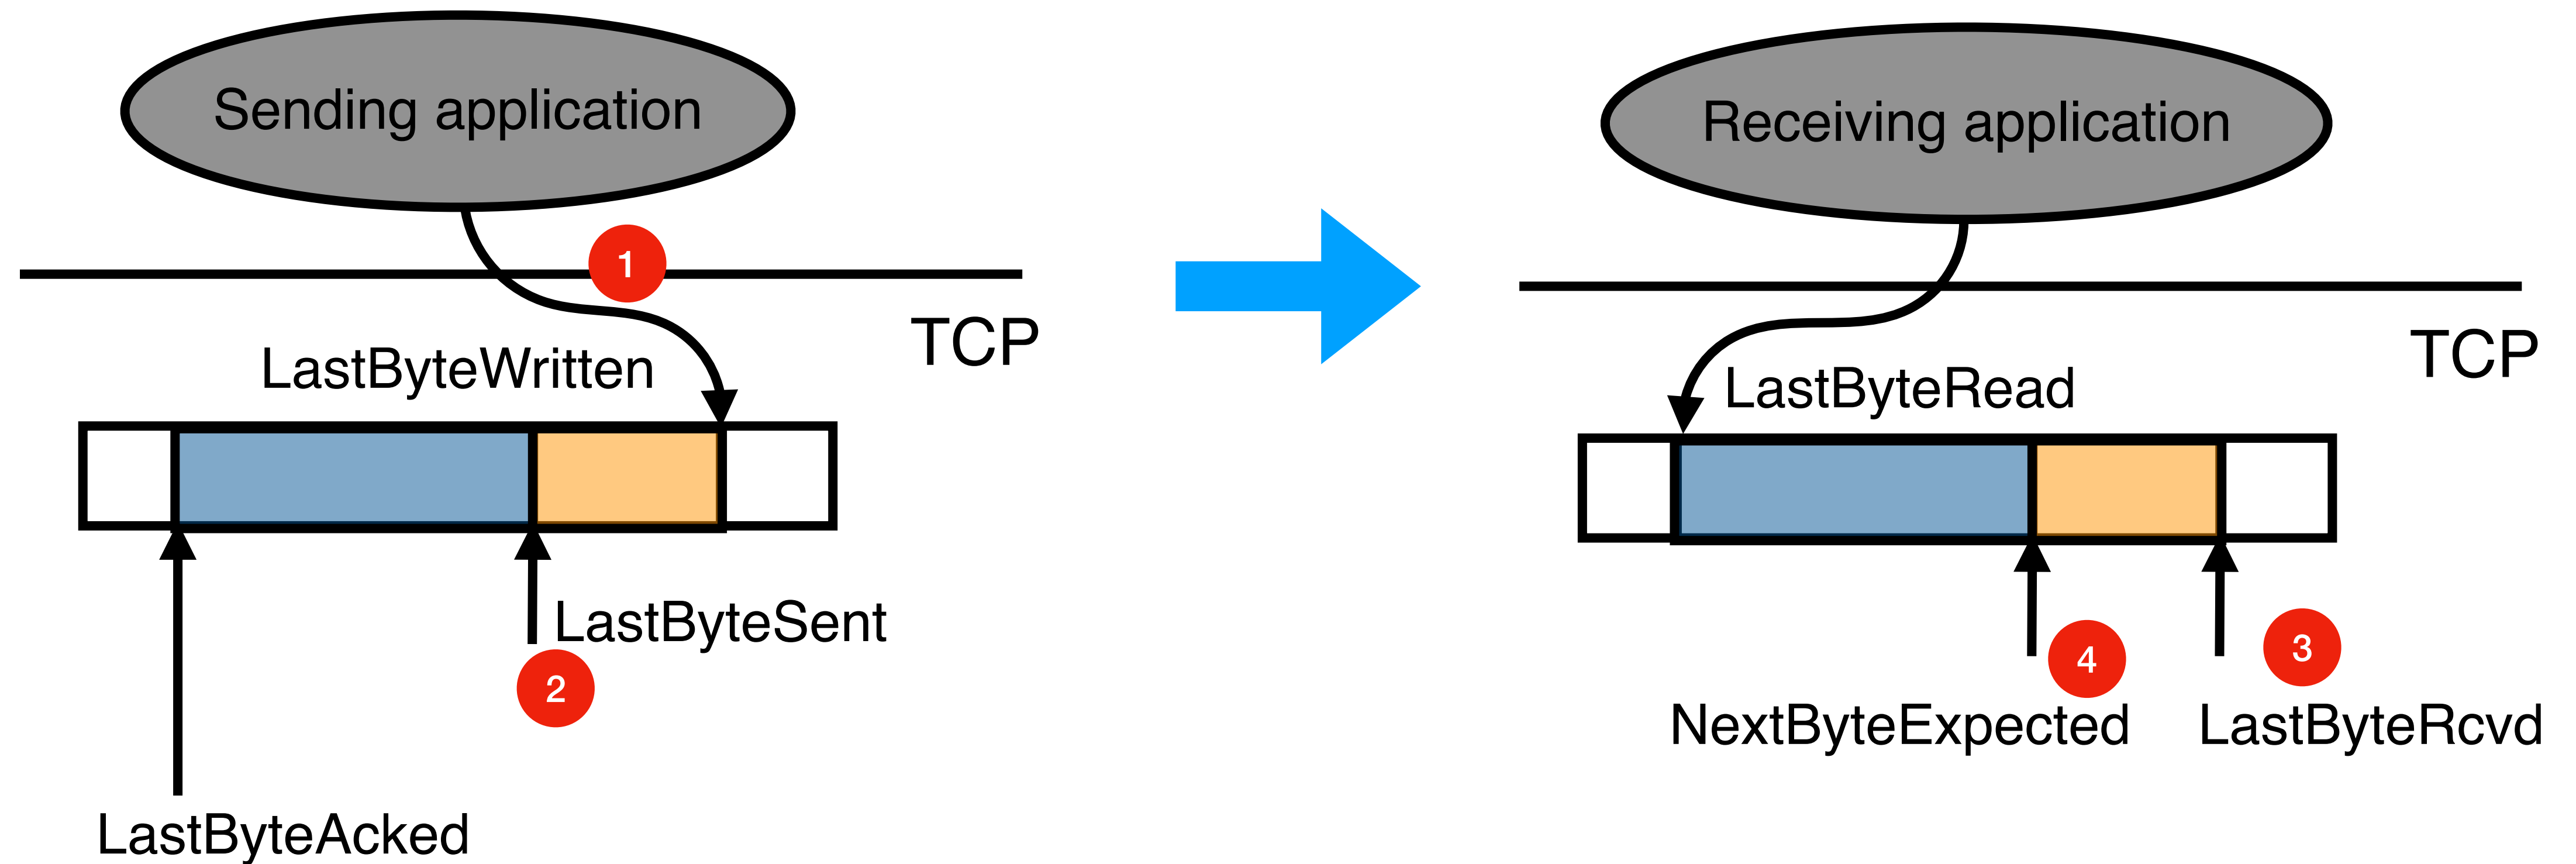 Sending application
Receiving application
1
TCP
TCP
LastByteWritten
LastByteRead
LastByteSent
2
4
3
NextByteExpected
LastByteRcvd
LastByteAcked